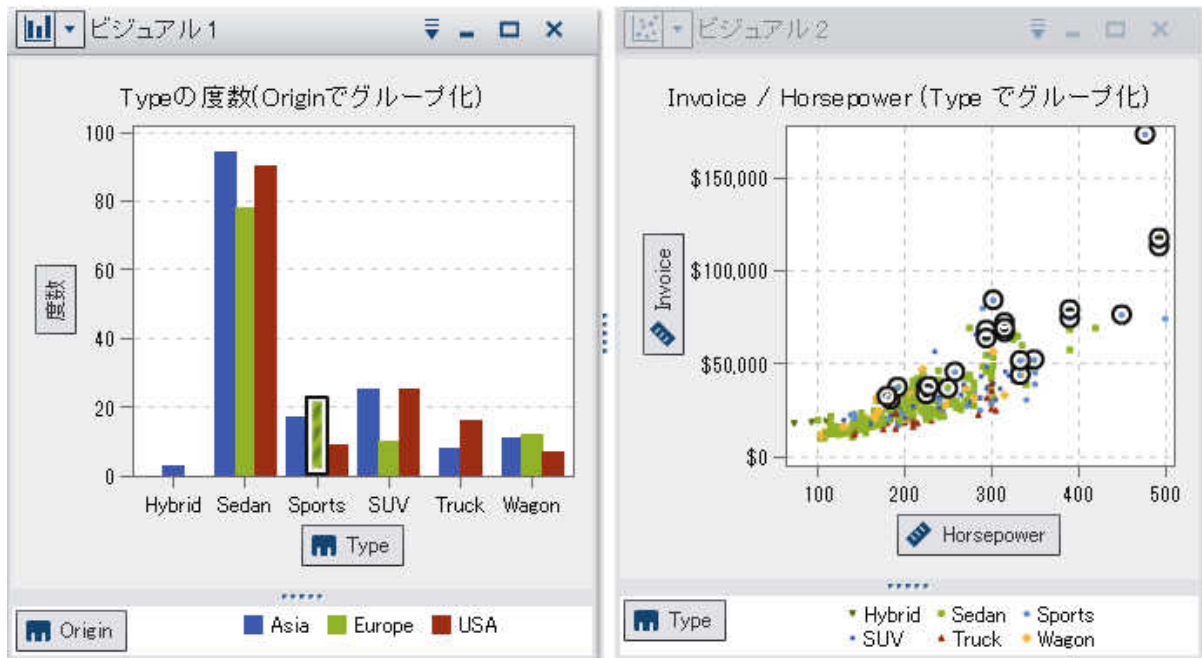 ビジュアル 1
Typeの 度数(Originでグループ化)
100
80
60
40
20
0
度数
Hybrid Sedan Sports SUV Truck Wagon
Type
Origin
Asia Europe USA
ビジュアル 2
Invoice / Horsepower (Type でグループ化)
$150,000
$100,000
$50,000
$0
Invoice
100 200 300 400 500
Horsepower
Type
Hybrid Sedan Sports
SUV Truck Wagon